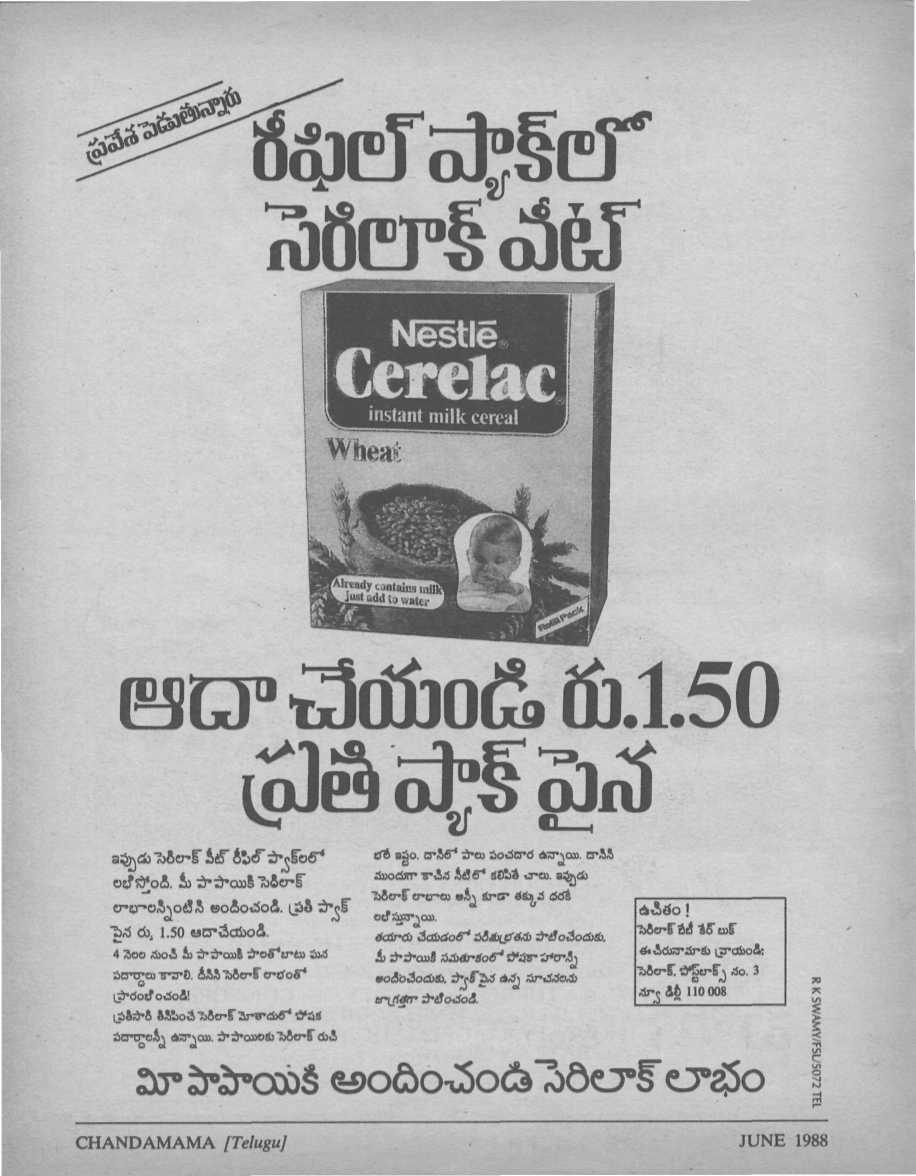 ప్రవేశ పెడుతున్నారు
రీఫిల్ ప్యాక్‌లో
సెరిలాక్ వీట్
Nestlē
Cerelac
instant milk cereal
Wheat
Already contains milk
Just add to water
Refill Pack
ఆదా చేయండి రు.1.50
ప్రతి ప్యాక్ పైన
ఇప్పుడు సెరిలాక్ వీట్ రీఫిల్ ప్యాక్‌లలో
లభిస్తోంది. మీ పాపాయికి సెరిలాక్
లాభాలన్నింటినీ అందించండి. ప్రతి ప్యాక్
పైన రు. 1.50 ఆదాచేయండి.
4 నెలల నుంచి మీ పాపాయికి పాలతోబాటు ఘన
పదార్ధాలు కావాలి. దీనిని సెరిలాక్ లాభంతో
ప్రారంభించండి!
ప్రతిసారి తినిపించే సెరిలాక్ మోతాదులో పోషక
పదార్ధాలన్నీ ఉన్నాయి. పాపాయిలకు సెరిలాక్ రుచి
భలే ఇష్టం. దానిలో పాలు పంచదార ఉన్నాయి. దానిని
ముందుగా కాచిన నీటిలో కలిపితే చాలు. ఇప్పుడు
సెరిలాక్ లాభాలు అన్నీ కూడా తక్కువ ధరకే
లభిస్తున్నాయి.
తయారు చేయడంలో పరిశుభ్రతను పాటించేందుకు,
మీ పాపాయికి సమతూకంలో పోషకాహారాన్ని
అందించేందుకు, ప్యాక్ పైన ఉన్న సూచనలను
జాగ్రత్తగా పాటించండి.
ఉచితం !
సెరిలాక్ బేబీ కేర్ బుక్
ఈచిరునామాకు వ్రాయండి:
సెరిలాక్, పోస్ట్‌బాక్స్ నం. 3
న్యూ ఢిల్లీ 110 008
R K SWAMY/FSL/5072 TEL
మీ పాపాయికి అందించండి సెరిలాక్ లాభం
CHANDAMAMA [Telugu]
JUNE 1988